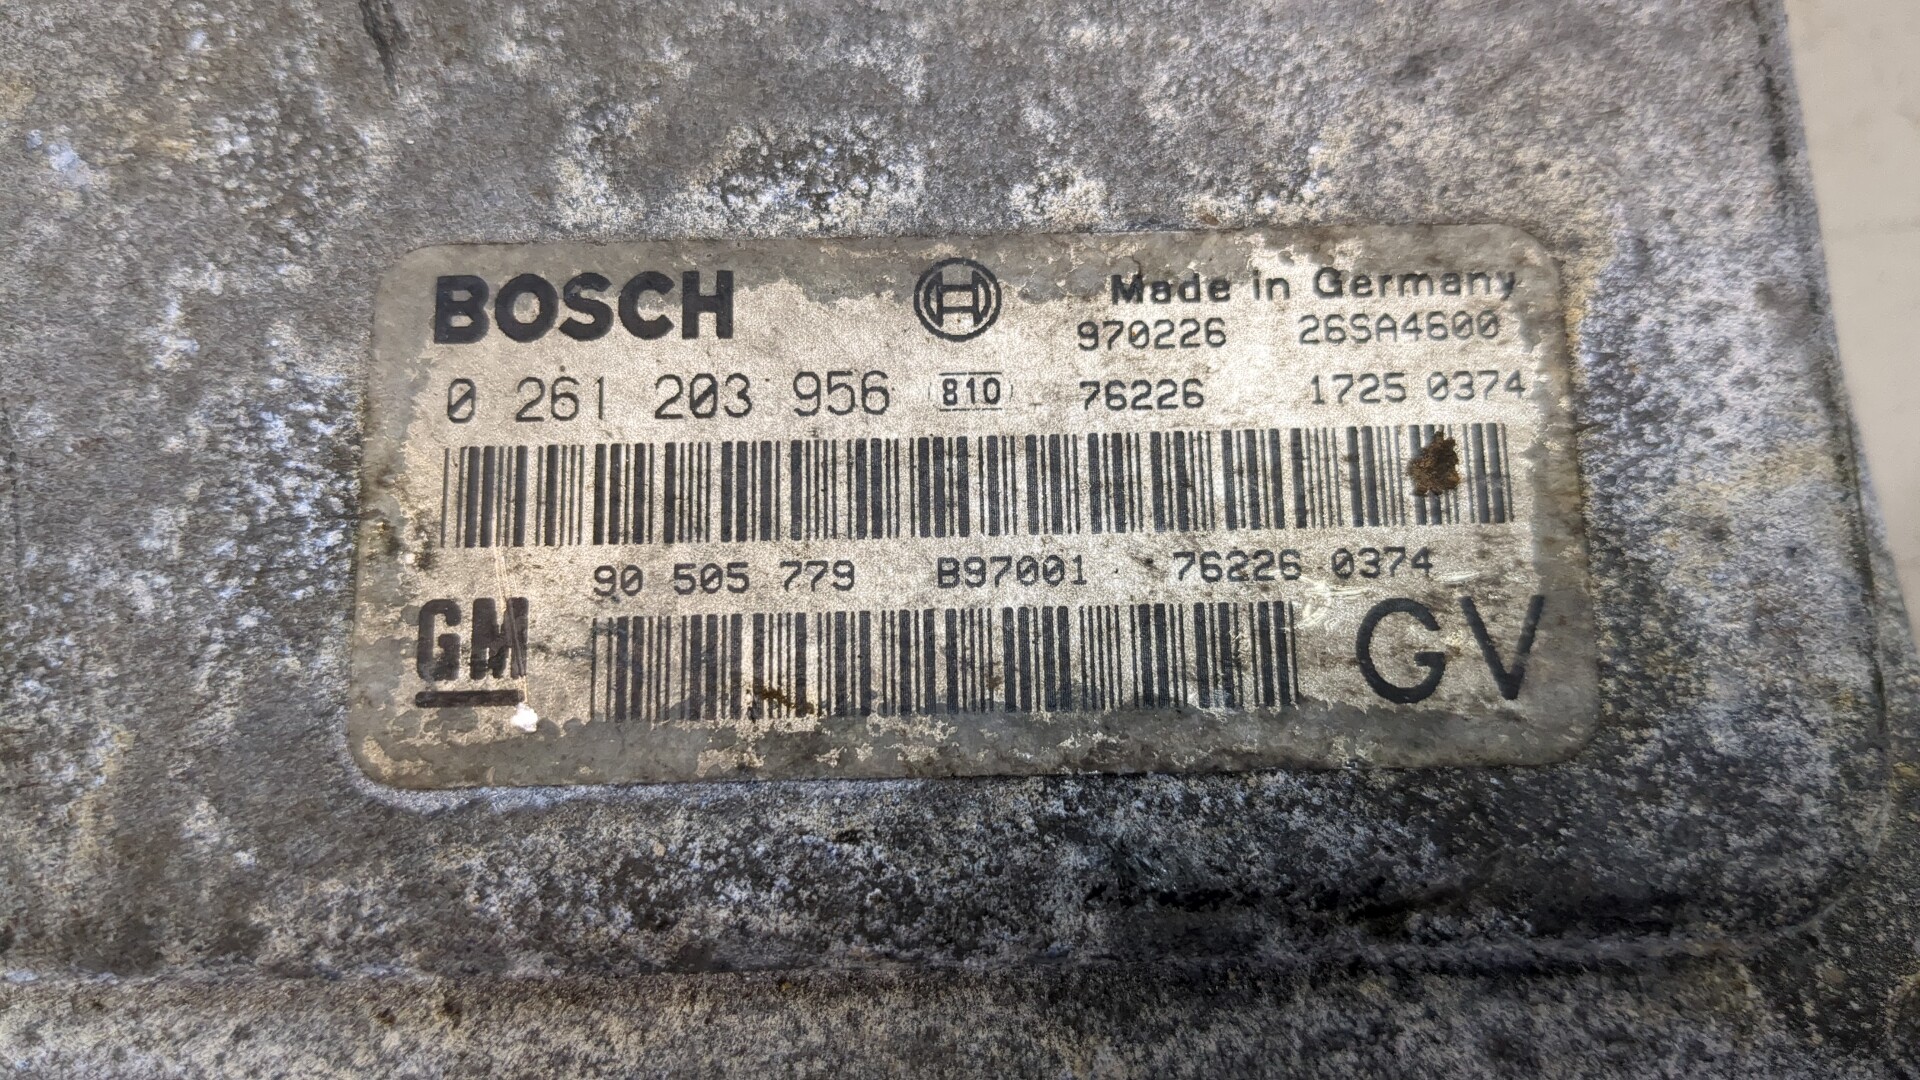 BOSCH Made in Germany
970226 26SA4600
0 261 203 956 810 76226 1725 0374
90 505 779 B97001 76226 0374
GM GV